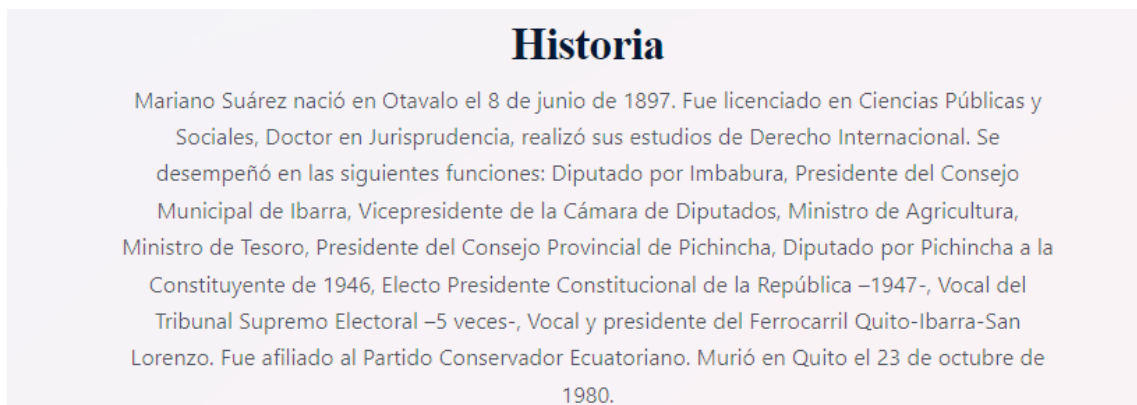 Historia
Mariano Suárez nació en Otavalo el 8 de junio de 1897. Fue licenciado en Ciencias Públicas y
Sociales, Doctor en Jurisprudencia, realizó sus estudios de Derecho Internacional. Se
desempeñó en las siguientes funciones: Diputado por Imbabura, Presidente del Consejo
Municipal de Ibarra, Vicepresidente de la Cámara de Diputados, Ministro de Agricultura,
Ministro de Tesoro, Presidente del Consejo Provincial de Pichincha, Diputado por Pichincha a la
Constituyente de 1946, Electo Presidente Constitucional de la República –1947-, Vocal del
Tribunal Supremo Electoral –5 veces-, Vocal y presidente del Ferrocarril Quito-Ibarra-San
Lorenzo. Fue afiliado al Partido Conservador Ecuatoriano. Murió en Quito el 23 de octubre de
1980.